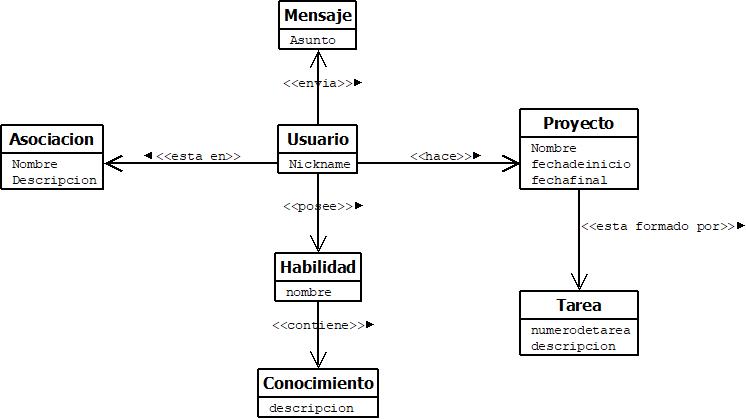 Mensaje
Asunto
<<envia>>
Asociacion
Nombre
Descripcion
<<esta en>>
Usuario
Nickname
<<hace>>
Proyecto
Nombre
fechadeinicio
fechafinal
<<posee>>
<<esta formado por>>
Habilidad
nombre
<<contiene>>
Tarea
numerodetarea
descripcion
Conocimiento
descripcion